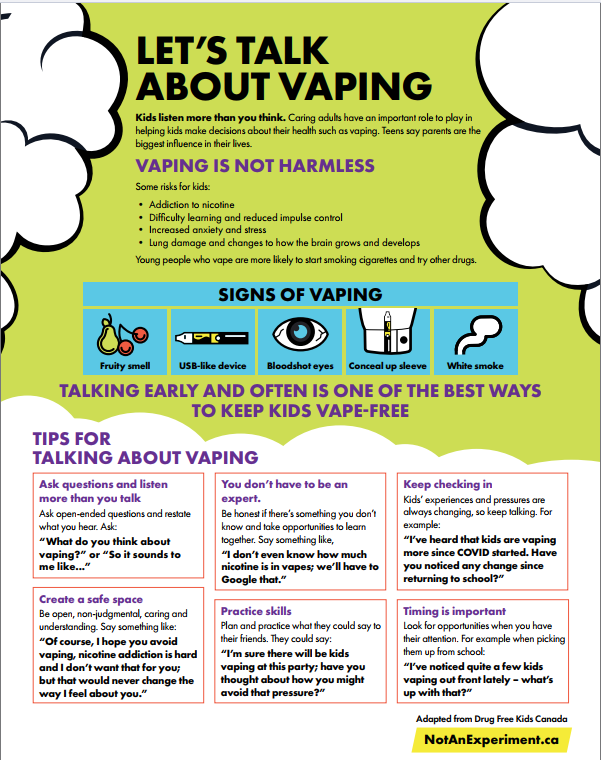 LET'S TALK
ABOUT VAPING
Kids listen more than you think. Caring adults have an important role to play in
helping kids make decisions about their health such as vaping. Teens say parents are the
biggest influence in their lives.
VAPING IS NOT HARMLESS
Some risks for kids:
• Addiction to nicotine
• Difficulty learning and reduced impulse control
• Increased anxiety and stress
• Lung damage and changes to how the brain grows and develops
Young people who vape are more likely to start smoking cigarettes and try other drugs.
SIGNS OF VAPING
Fruity smell
USB-like device
Bloodshot eyes
Conceal up sleeve
White smoke
TALKING EARLY AND OFTEN IS ONE OF THE BEST WAYS
TO KEEP KIDS VAPE-FREE
TIPS FOR
TALKING ABOUT VAPING
Ask questions and listen
more than you talk
Ask open-ended questions and restate
what you hear. Ask:
"What do you think about
vaping?" or "So it sounds to
me like..."
You don't have to be an
expert.
Be honest if there's something you don't
know and take opportunities to learn
together. Say something like,
"I don't even know how much
nicotine is in vapes; we'll have to
Google that."
Keep checking in
Kids' experiences and pressures are
always changing, so keep talking. For
example:
"I've heard that kids are vaping
more since COVID started. Have
you noticed any change since
returning to school?"
Create a safe space
Be open, non-judgmental, caring and
understanding. Say something like:
"Of course, I hope you avoid
vaping, nicotine addiction is hard
and I don't want that for you;
but that would never change the
way I feel about you."
Practice skills
Plan and practice what they could say to
their friends. They could say:
"I'm sure there will be kids
vaping at this party; have you
thought about how you might
avoid that pressure?"
Timing is important
Look for opportunities when you have
their attention. For example when picking
them up from school:
"I've noticed quite a few kids
vaping out front lately – what's
up with that?"
Adapted from Drug Free Kids Canada
NotAnExperiment.ca